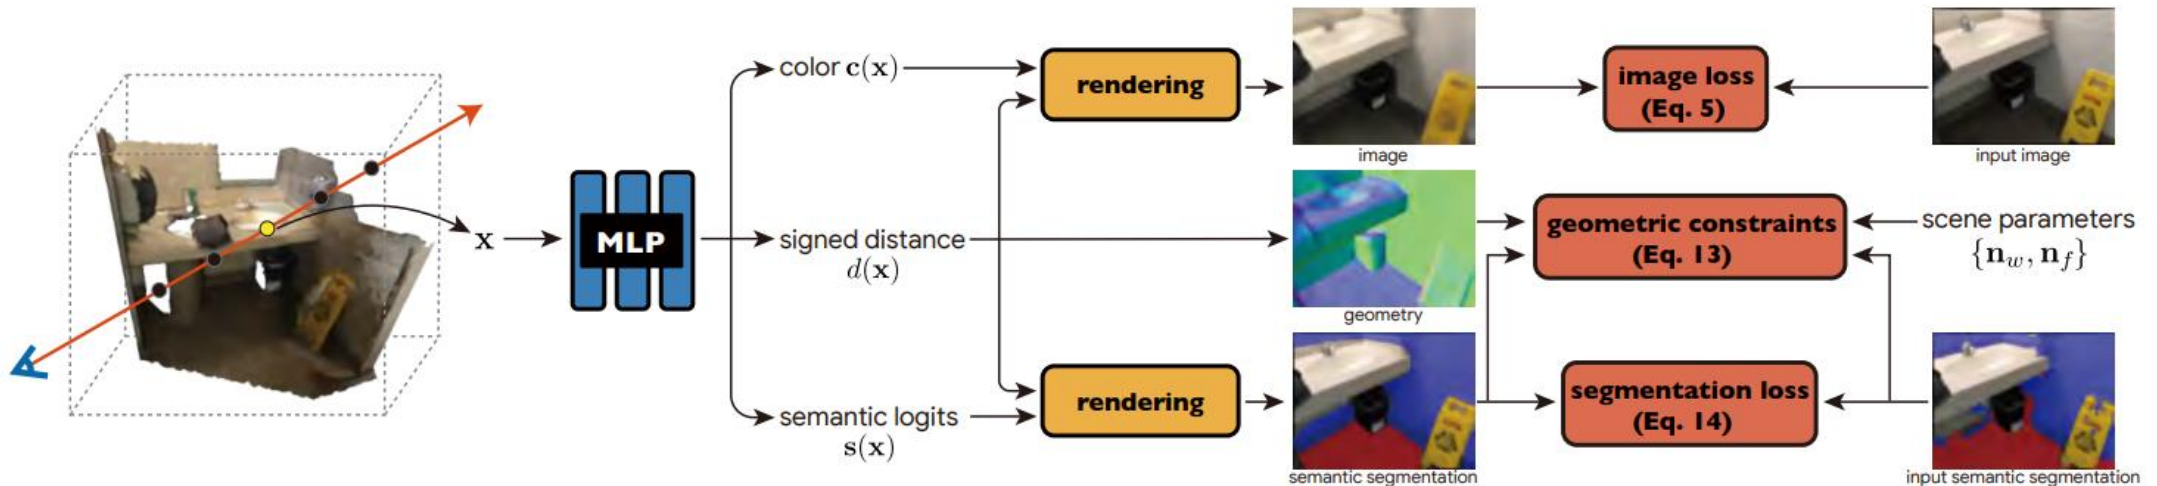 color c(x)
rendering
image
image loss
(Eq. 5)
input image
x
MLP
signed distance
d(x)
geometry
geometric constraints
(Eq. 13)
scene parameters
{n_w, n_f}
semantic logits
s(x)
rendering
semantic segmentation
segmentation loss
(Eq. 14)
input semantic segmentation